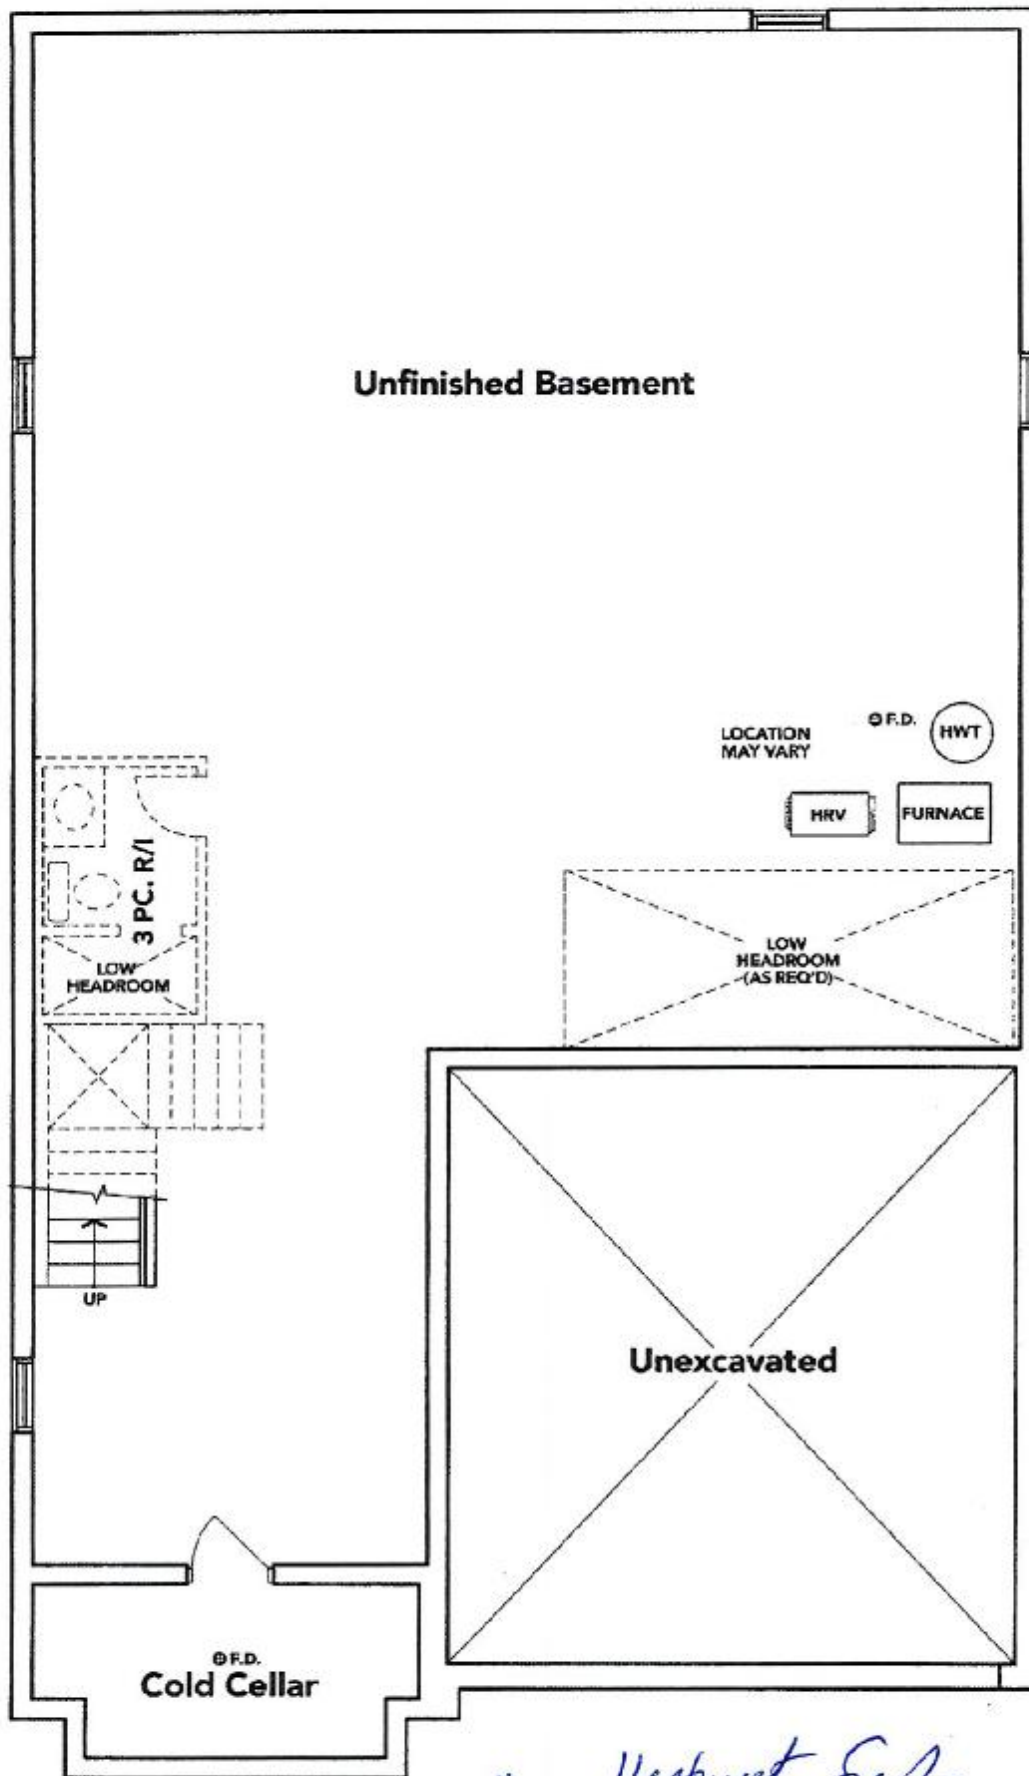 Unfinished Basement
LOCATION
MAY VARY
F.D.
HWT
HRV
FURNACE
3 PC. R/I
LOW
HEADROOM
LOW
HEADROOM
(AS REQ'D)
UP
Unexcavated
F.D.
Cold Cellar